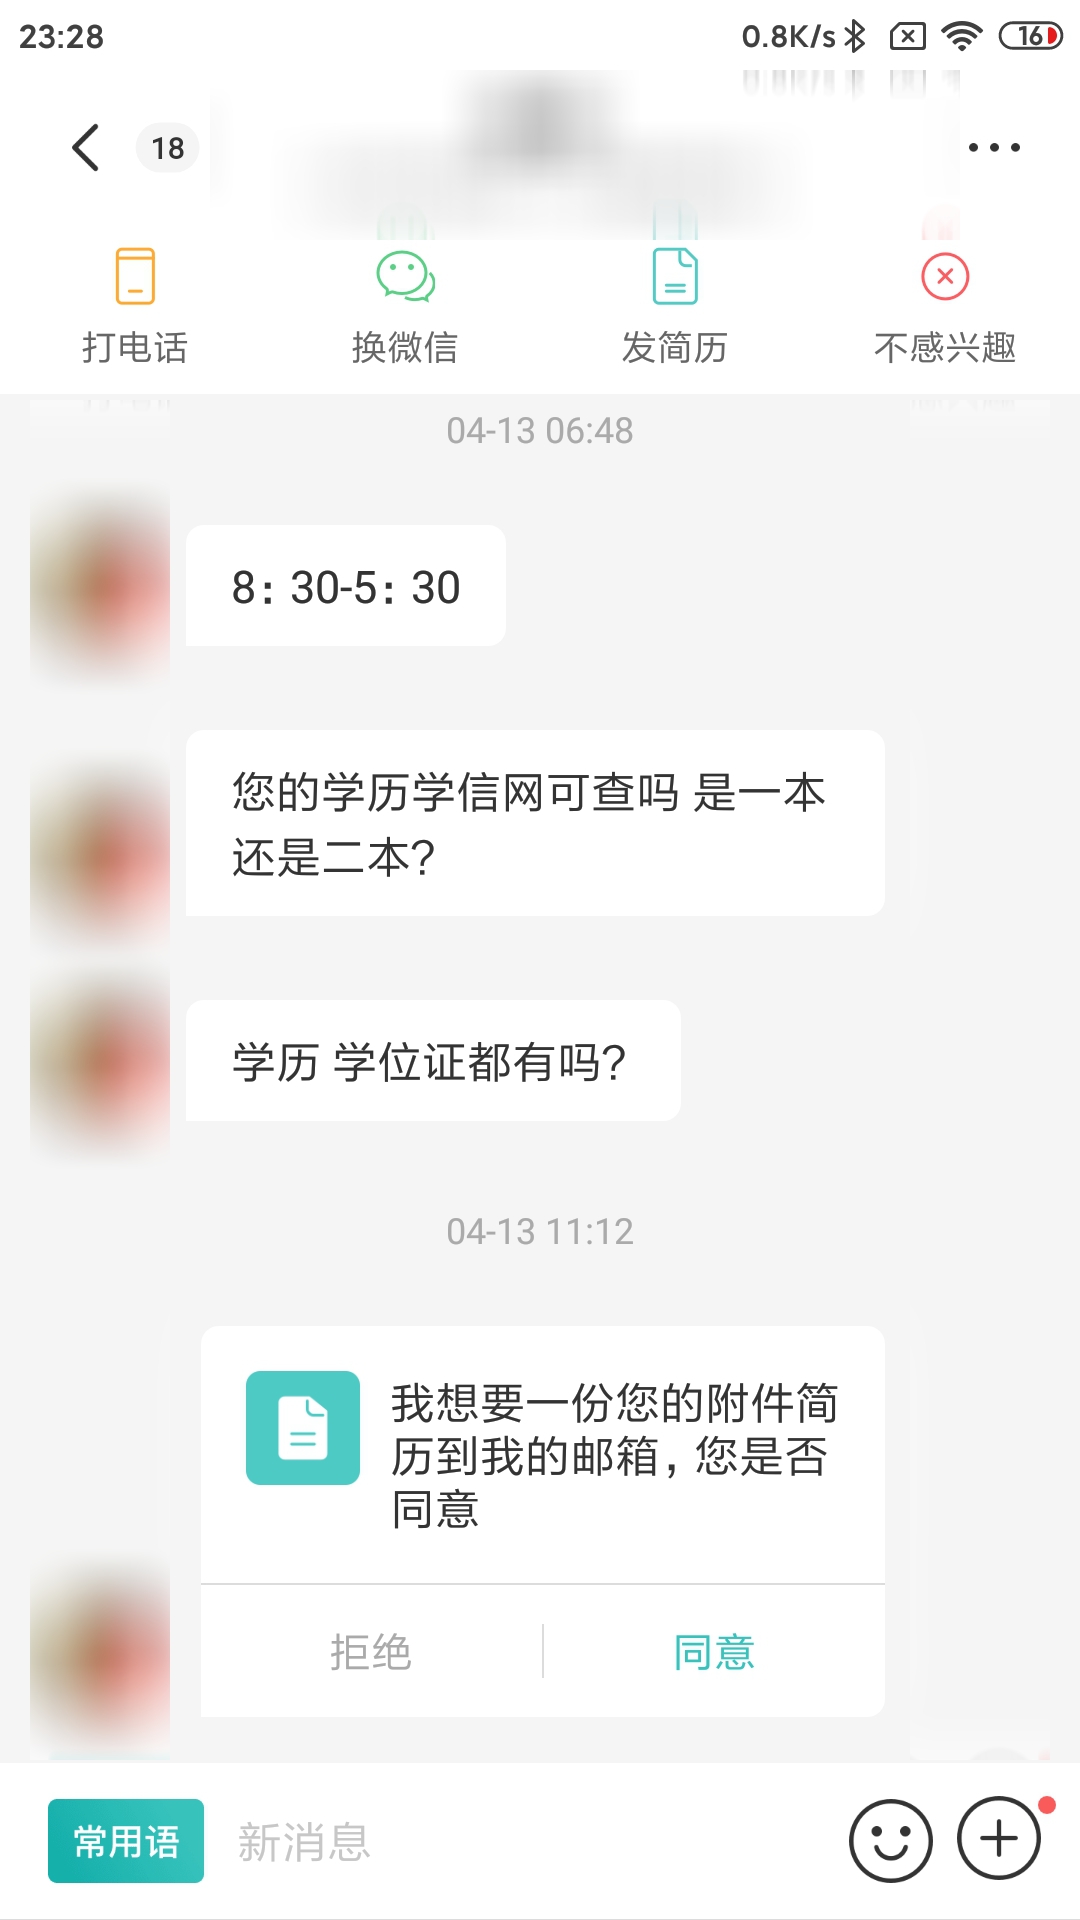 23:28 0.8K/s 16
18
打电话 换微信 发简历 不感兴趣
04-13 06:48
8：30-5：30
您的学历学信网可查吗 是一本
还是二本?
学历 学位证都有吗?
04-13 11:12
我想要一份您的附件简
历到我的邮箱，您是否
同意
拒绝 同意
常用语 新消息